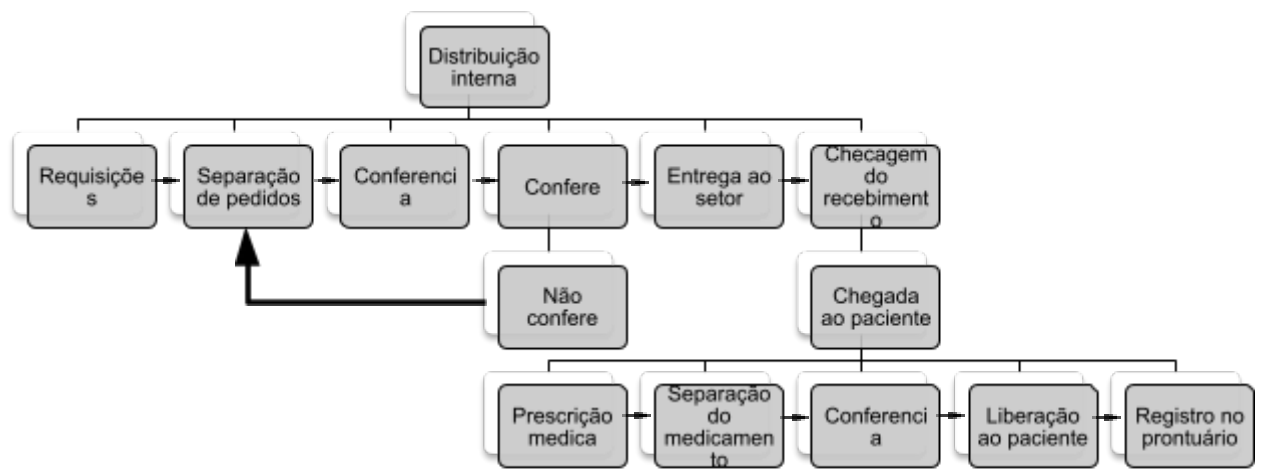 Distribuição
interna
Requisiçõe
s
Separação
de pedidos
Conferenci
a
Confere
Entrega ao
setor
Checagem
do
recebiment
o
Não
confere
Chegada
ao paciente
Prescrição
medica
Separação
do
medicamen
to
Conferenci
a
Liberação
ao paciente
Registro no
prontuário